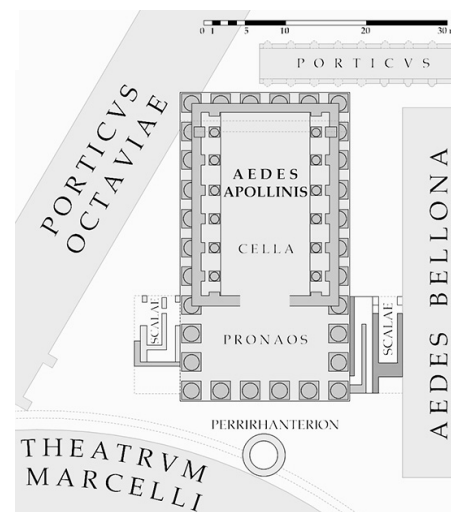 0 1 5 10 20 30 m
PORTICVS
PORTICVS
OCTAVIAE
AEDES
APOLLINIS
CELLA
PRONAOS
SCALAE
SCALAE
AEDES BELLONA
PERRIRHANTERION
THEATRVM
MARCELLI